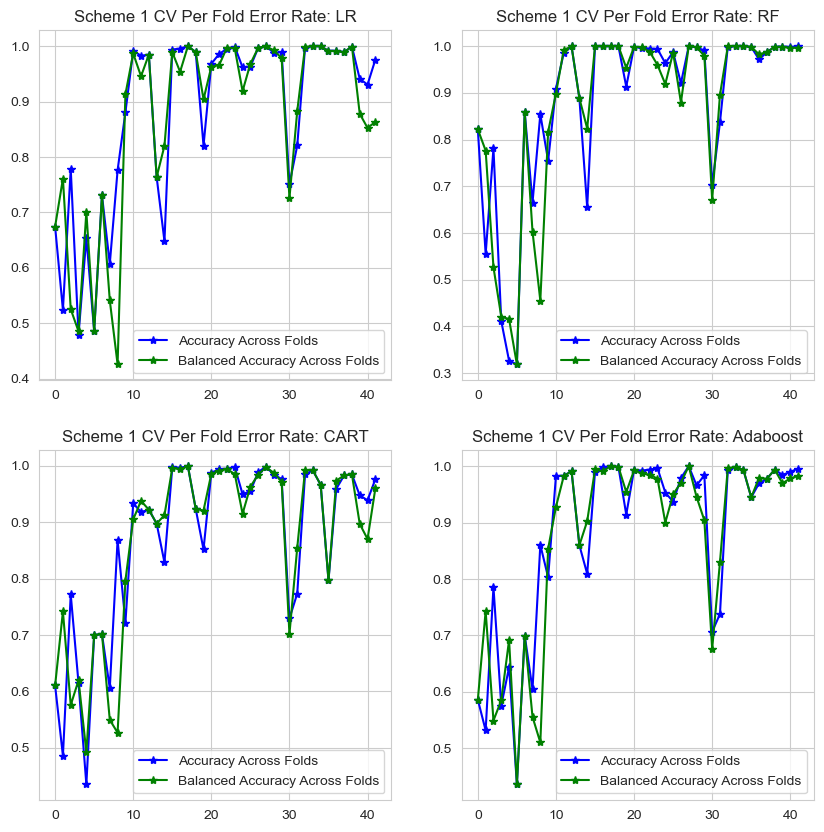 Scheme 1 CV Per Fold Error Rate: LR
1.0
0.9
0.8
0.7
0.6
0.5
0.4
0 10 20 30 40
Accuracy Across Folds
Balanced Accuracy Across Folds
Scheme 1 CV Per Fold Error Rate: RF
1.0
0.9
0.8
0.7
0.6
0.5
0.4
0.3
0 10 20 30 40
Accuracy Across Folds
Balanced Accuracy Across Folds
Scheme 1 CV Per Fold Error Rate: CART
1.0
0.9
0.8
0.7
0.6
0.5
0 10 20 30 40
Accuracy Across Folds
Balanced Accuracy Across Folds
Scheme 1 CV Per Fold Error Rate: Adaboost
1.0
0.9
0.8
0.7
0.6
0.5
0 10 20 30 40
Accuracy Across Folds
Balanced Accuracy Across Folds